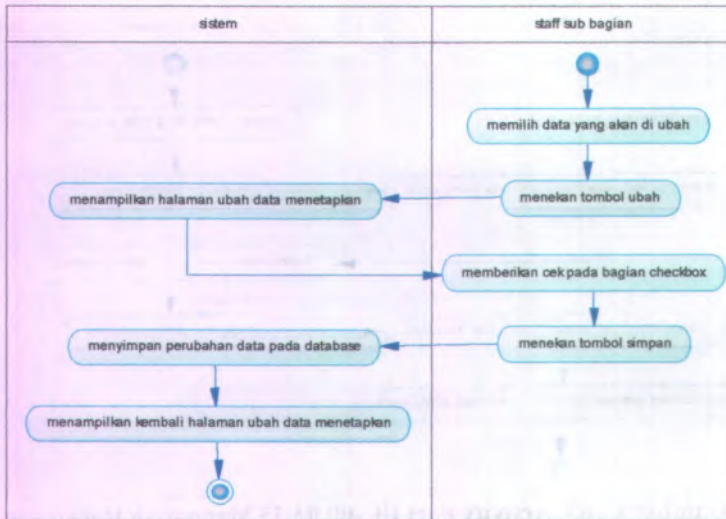 sistem
staff sub bagian
memilih data yang akan di ubah
menekan tombol ubah
menampilkan halaman ubah data menetapkan
memberikan cek pada bagian checkbox
menekan tombol simpan
menyimpan perubahan data pada database
menampilkan kembali halaman ubah data menetapkan